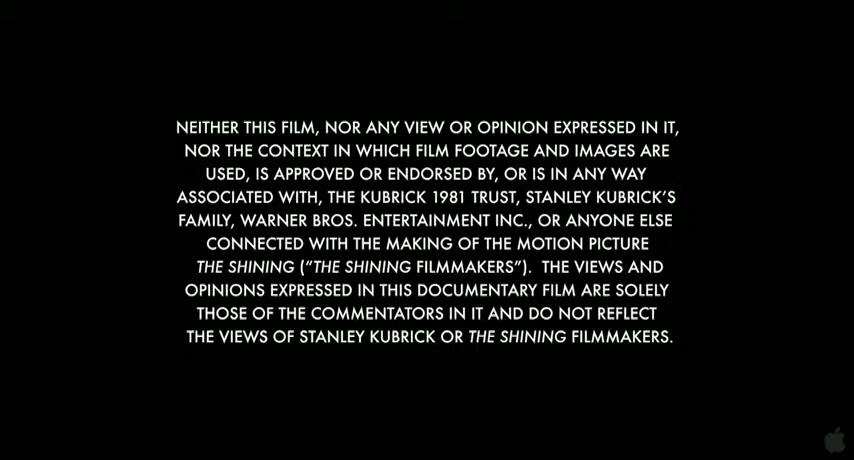 NEITHER THIS FILM, NOR ANY VIEW OR OPINION EXPRESSED IN IT,
NOR THE CONTEXT IN WHICH FILM FOOTAGE AND IMAGES ARE
USED, IS APPROVED OR ENDORSED BY, OR IS IN ANY WAY
ASSOCIATED WITH, THE KUBRICK 1981 TRUST, STANLEY KUBRICK'S
FAMILY, WARNER BROS. ENTERTAINMENT INC., OR ANYONE ELSE
CONNECTED WITH THE MAKING OF THE MOTION PICTURE
THE SHINING ("THE SHINING FILMMAKERS"). THE VIEWS AND
OPINIONS EXPRESSED IN THIS DOCUMENTARY FILM ARE SOLELY
THOSE OF THE COMMENTATORS IN IT AND DO NOT REFLECT
THE VIEWS OF STANLEY KUBRICK OR THE SHINING FILMMAKERS.